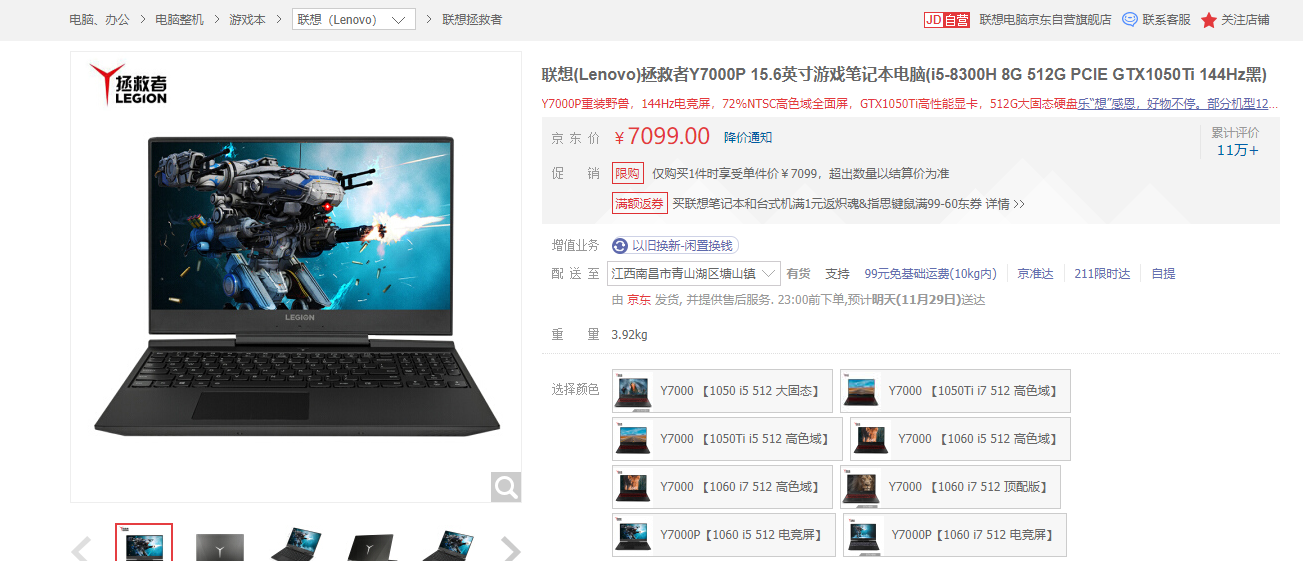 电脑、办公 > 电脑整机 > 游戏本 > 联想（Lenovo） > 联想拯救者
JD自营 联想电脑京东自营旗舰店 联系客服 关注店铺
拯救者
LEGION
LEGION
联想(Lenovo)拯救者Y7000P 15.6英寸游戏笔记本电脑(i5-8300H 8G 512G PCIE GTX1050Ti 144Hz黑)
Y7000P重装野兽，144Hz电竞屏，72%NTSC高色域全面屏，GTX1050Ti高性能显卡，512G大固态硬盘乐“想”感恩，好物不停。部分机型12...
京东价 ￥7099.00 降价通知
累计评价
11万+
促销 限购 仅购买1件时享受单件价￥7099，超出数量以结算价为准
满额返券 买联想笔记本和台式机满1元返炽魂&指思键鼠满99-60东券 详情 >>
增值业务 以旧换新-闲置换钱
配送至 江西南昌市青山湖区塘山镇 有货 支持 99元免基础运费(10kg内) 京准达 211限时达 自提
由 京东 发货, 并提供售后服务. 23:00前下单,预计明天(11月29日)送达
重量 3.92kg
选择颜色
Y7000 【1050 i5 512 大固态】 Y7000 【1050Ti i7 512 高色域】
Y7000 【1050Ti i5 512 高色域】 Y7000 【1060 i5 512 高色域】
Y7000 【1060 i7 512 高色域】 Y7000 【1060 i7 512 顶配版】
Y7000P【1060 i5 512 电竞屏】 Y7000P【1060 i7 512 电竞屏】